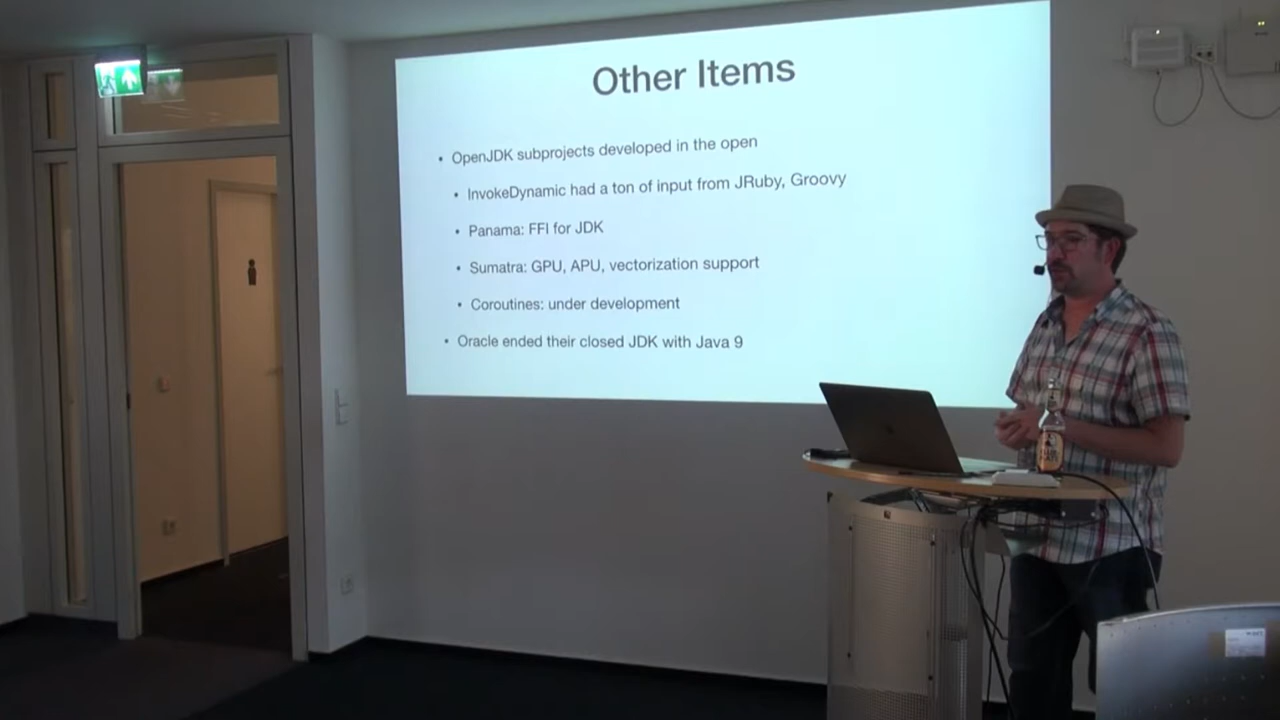 Other Items
• OpenJDK subprojects developed in the open
• InvokeDynamic had a ton of input from JRuby, Groovy
• Panama: FFI for JDK
• Sumatra: GPU, APU, vectorization support
• Coroutines: under development
• Oracle ended their closed JDK with Java 9